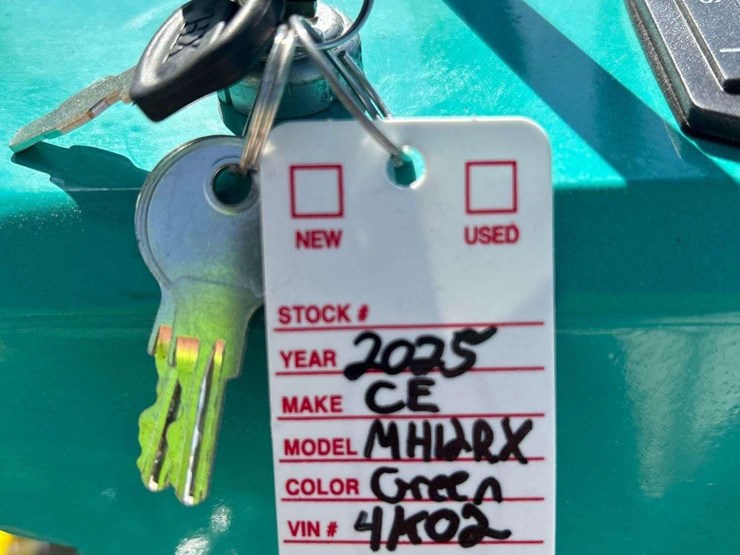 NEW USED
STOCK #
YEAR 2025
MAKE CE
MODEL MH12RX
COLOR Green
VIN # 4K02